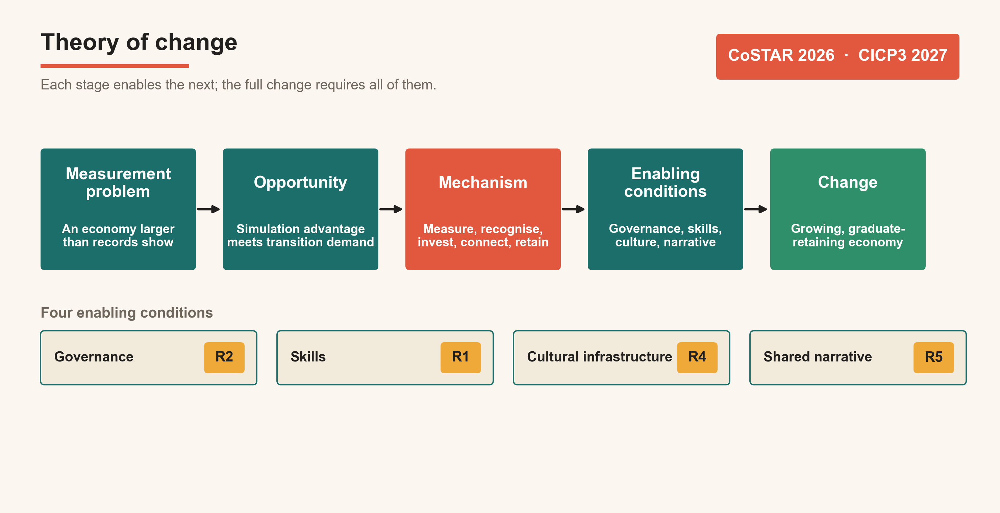 Theory of change
CoSTAR 2026 · CICP3 2027
Each stage enables the next; the full change requires all of them.
Measurement
problem
An economy larger
than records show
Opportunity
Simulation advantage
meets transition demand
Mechanism
Measure, recognise,
invest, connect, retain
Enabling
conditions
Governance, skills,
culture, narrative
Change
Growing, graduate-
retaining economy
Four enabling conditions
Governance
R2
Skills
R1
Cultural infrastructure
R4
Shared narrative
R5